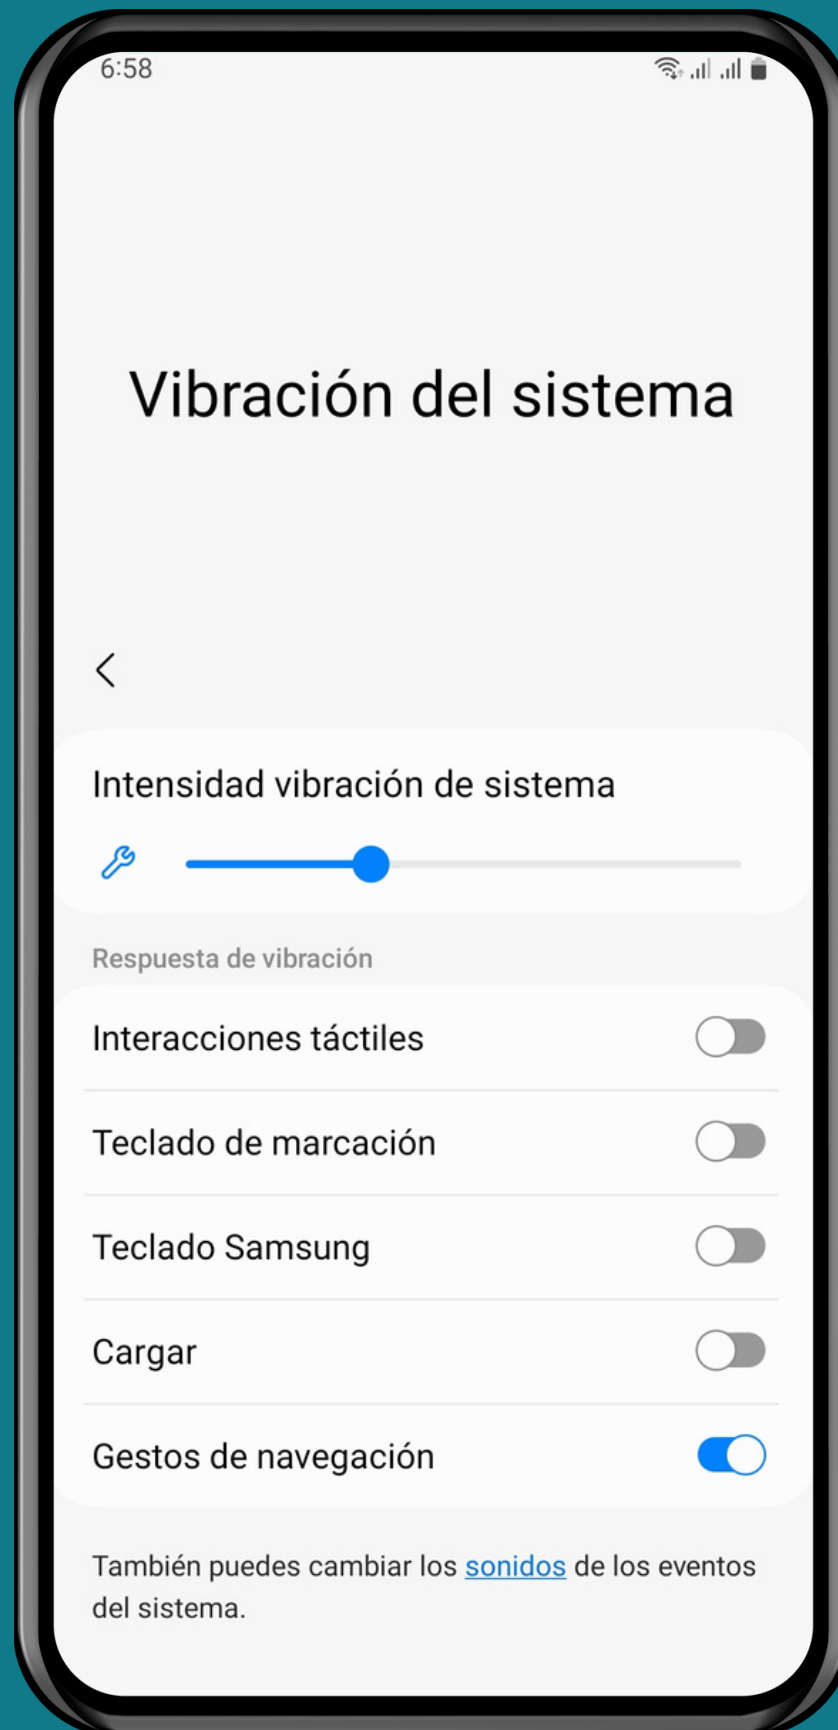 6:58
Vibración del sistema
Intensidad vibración de sistema
Respuesta de vibración
Interacciones táctiles
Teclado de marcación
Teclado Samsung
Cargar
Gestos de navegación
También puedes cambiar los sonidos de los eventos
del sistema.